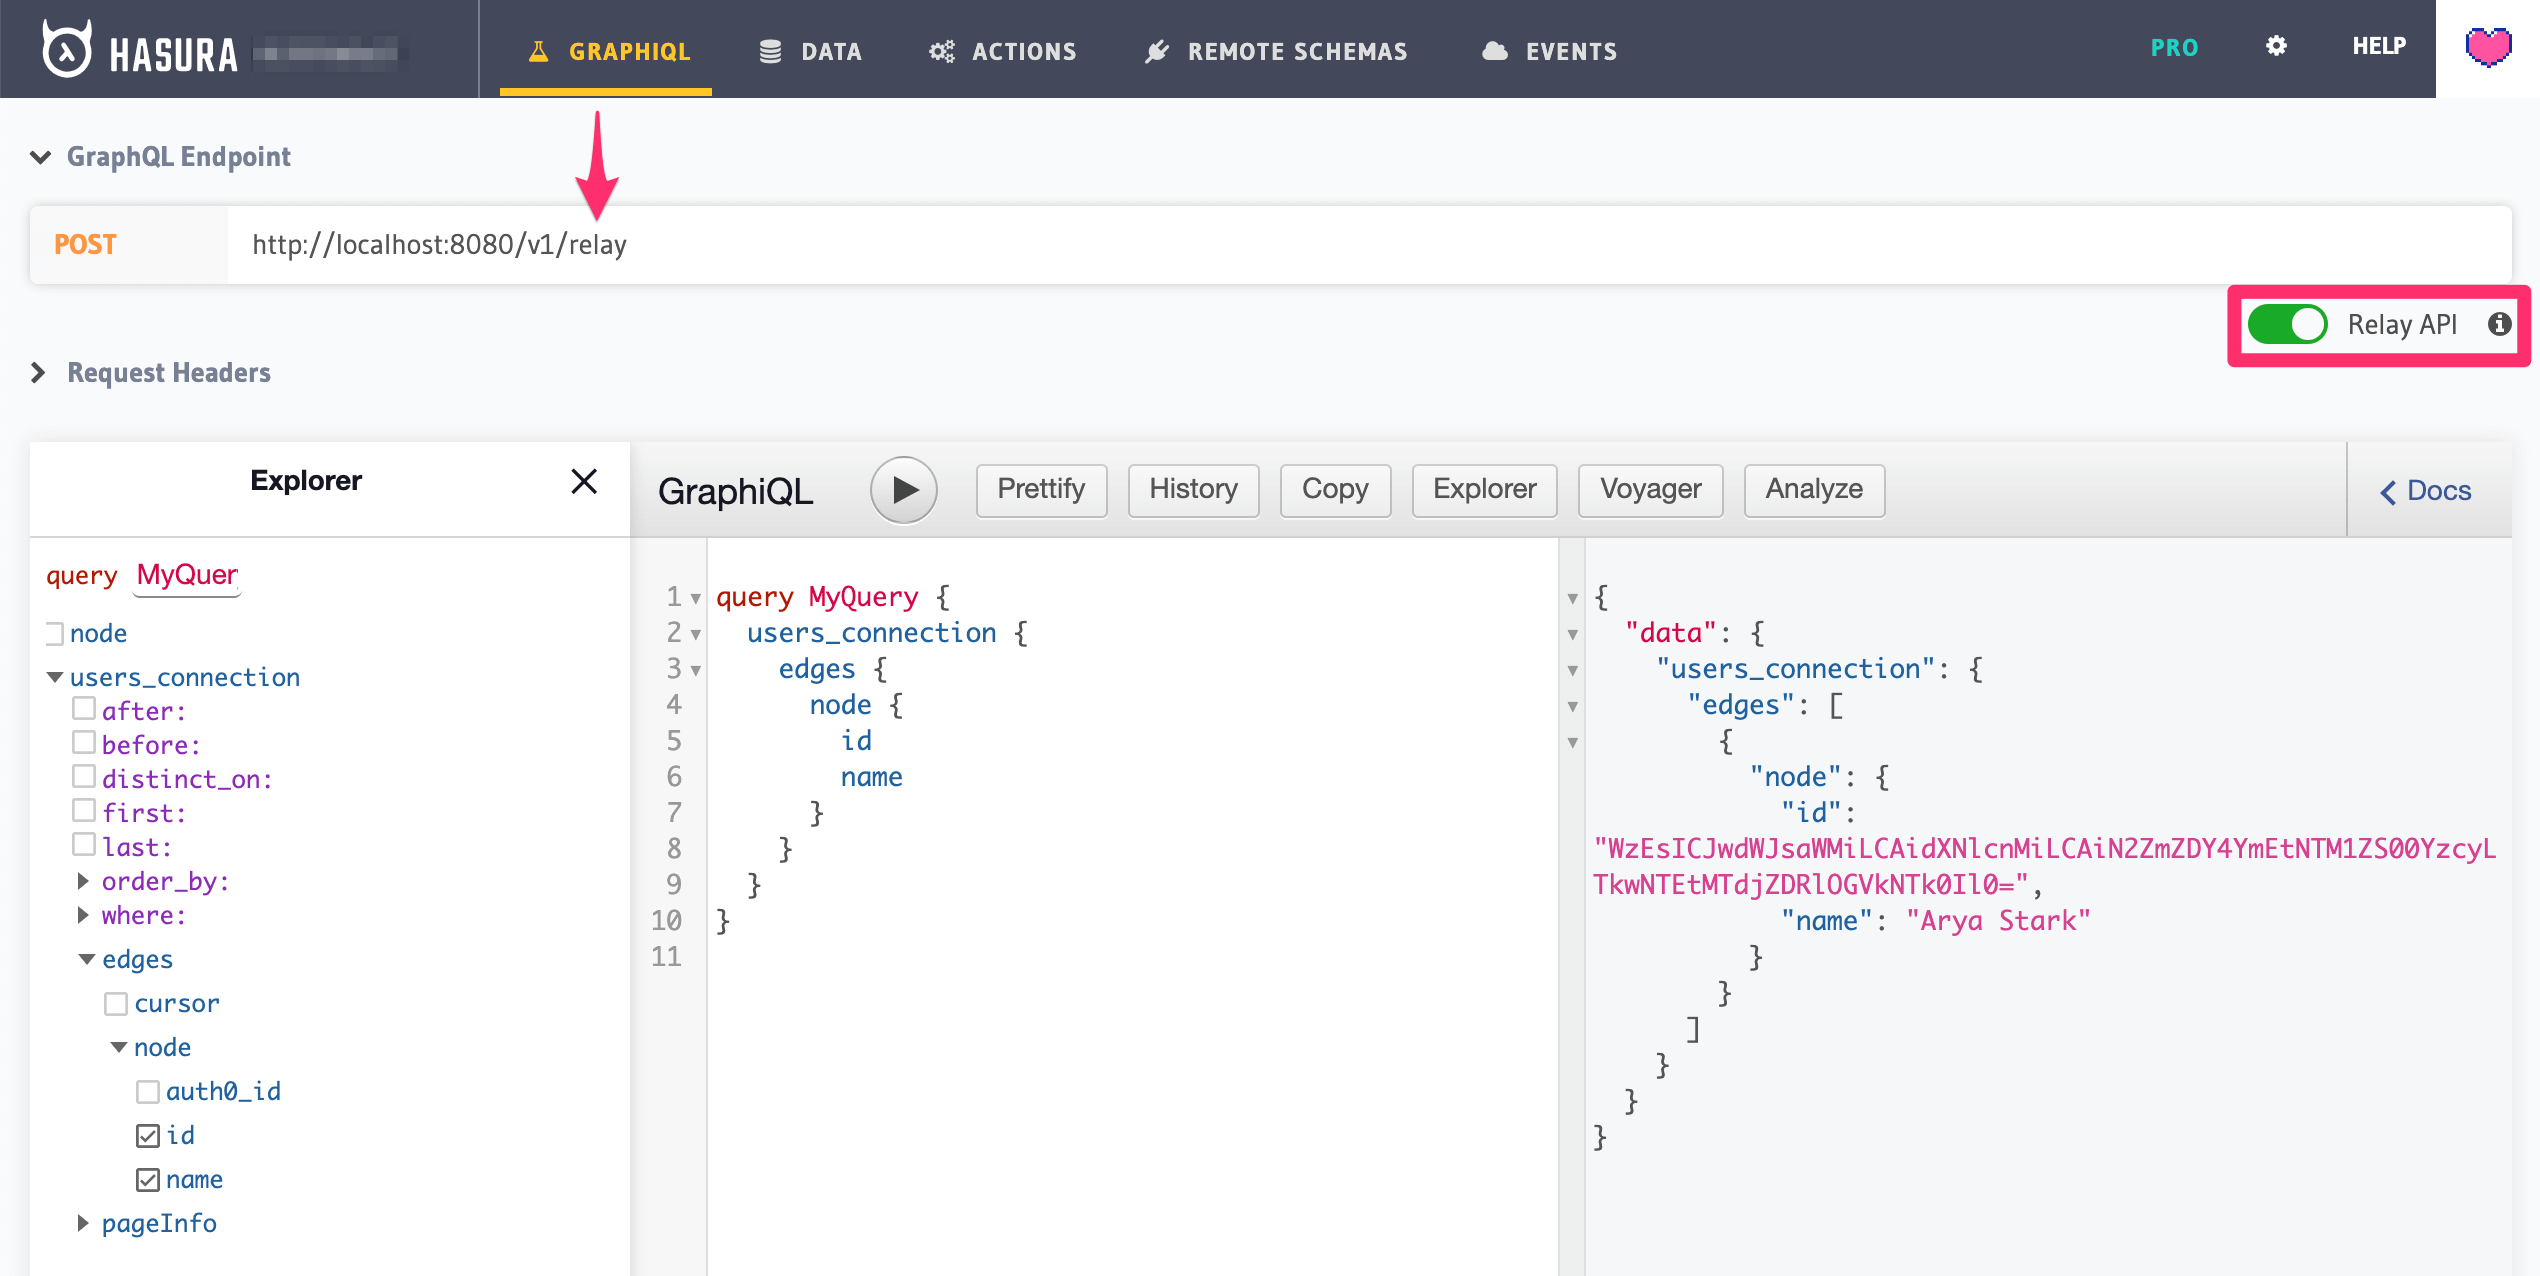 HASURA
GRAPHIQL
DATA
ACTIONS
REMOTE SCHEMAS
EVENTS
PRO
HELP
GraphQL Endpoint
POST
http://localhost:8080/v1/relay
Relay API
Request Headers
Explorer
GraphiQL
Prettify
History
Copy
Explorer
Voyager
Analyze
Docs
query MyQuer
node
users_connection
after:
before:
distinct_on:
first:
last:
order_by:
where:
edges
cursor
node
auth0_id
id
name
pageInfo
1 query MyQuery {
2 users_connection {
3 edges {
4 node {
5 id
6 name
7 }
8 }
9 }
10 }
11
{
"data": {
"users_connection": {
"edges": [
{
"node": {
"id":
"WzEsICJwdWJsaWMiLCAidXNlcnMiLCAiN2ZmZDY4YmEtNTM1ZS00YzcyL
TkwNTEtMTdjZDRlOGVkNTk0Il0=",
"name": "Arya Stark"
}
}
]
}
}
}